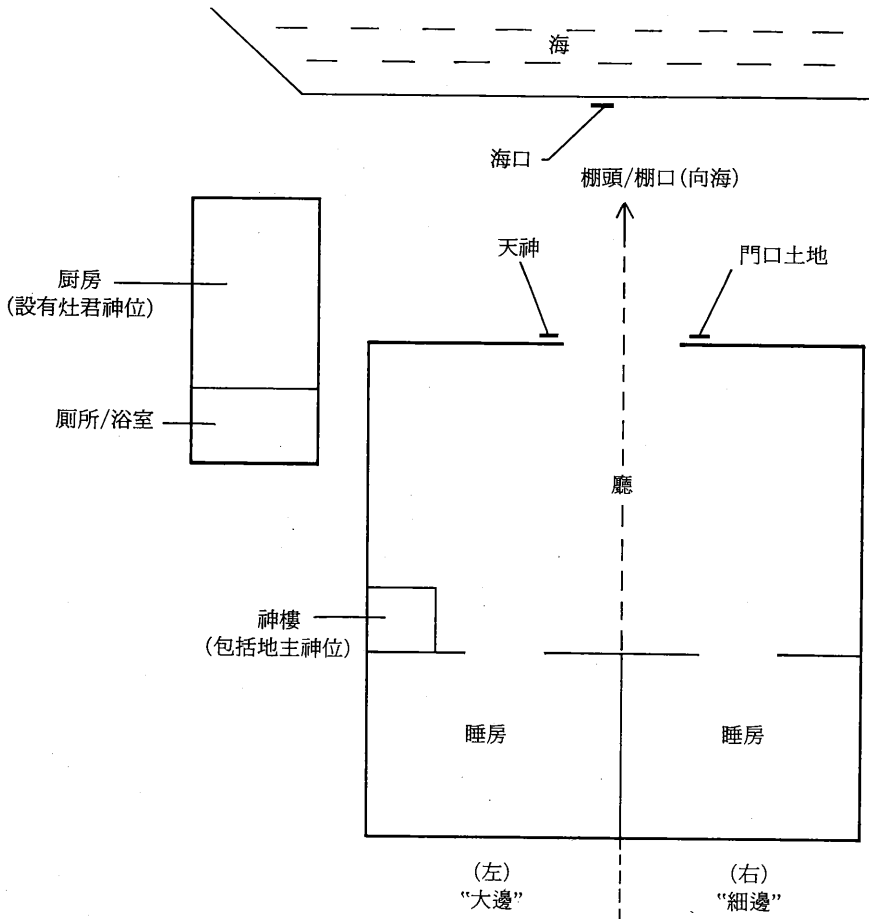 海
海口
棚頭/棚口(向海)
天神
門口土地
厨房
(設有灶君神位)
厠所/浴室
廳
神樓
(包括地主神位)
睡房
睡房
(左)
“大邊”
(右)
“細邊”